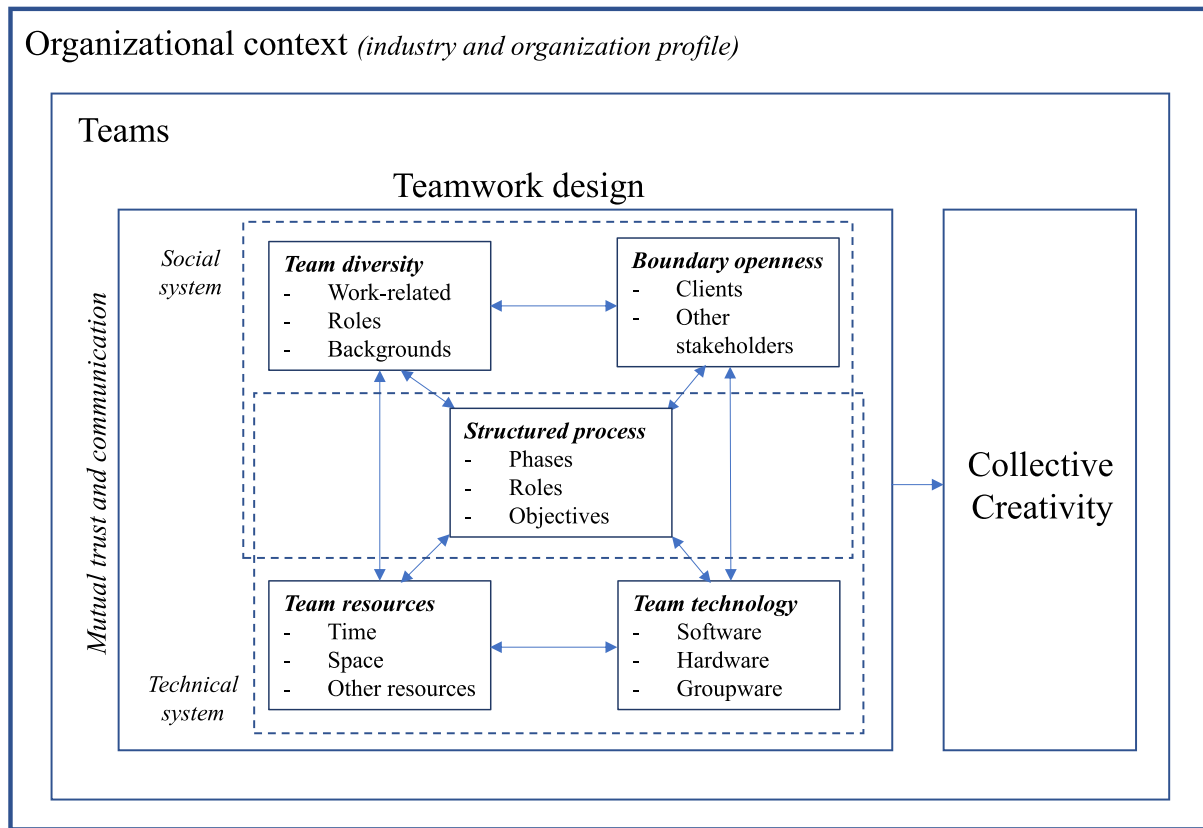 Organizational context (industry and organization profile)
Teams
Teamwork design
Mutual trust and communication
Social
system
Team diversity
- Work-related
- Roles
- Backgrounds
Boundary openness
- Clients
- Other
stakeholders
Structured process
- Phases
- Roles
- Objectives
Team resources
- Time
- Space
- Other resources
Team technology
- Software
- Hardware
- Groupware
Technical
system
Collective
Creativity